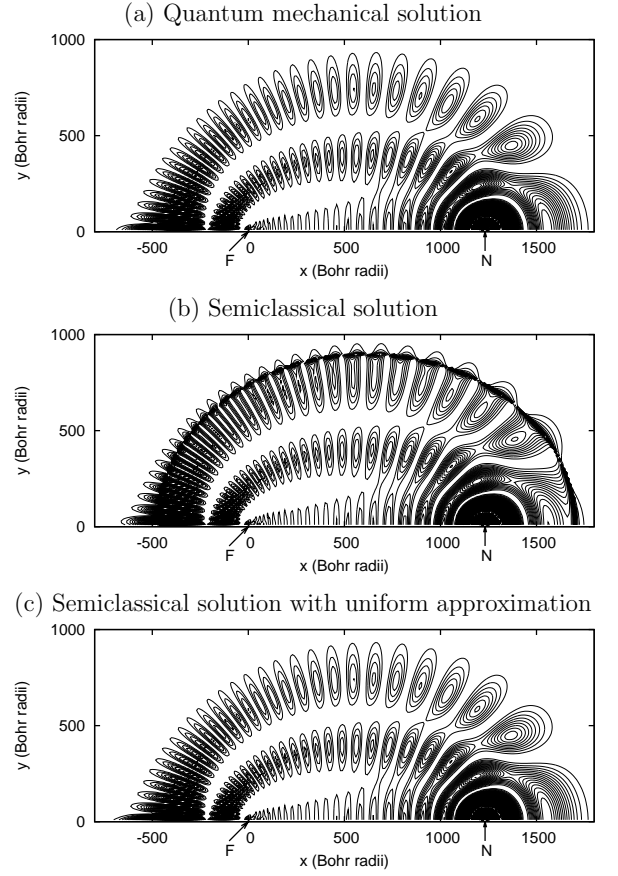 (a) Quantum mechanical solution
1000
500
0
y (Bohr radii)
-500 0 500 1000 1500
F N
x (Bohr radii)
(b) Semiclassical solution
1000
500
0
y (Bohr radii)
-500 0 500 1000 1500
F N
x (Bohr radii)
(c) Semiclassical solution with uniform approximation
1000
500
0
y (Bohr radii)
-500 0 500 1000 1500
F N
x (Bohr radii)